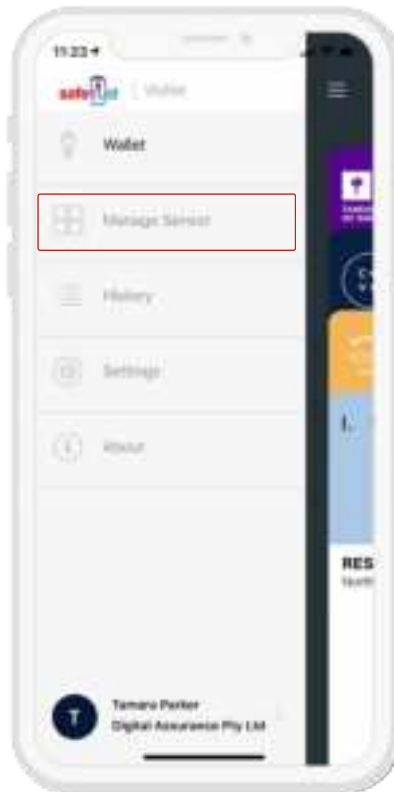 11:23
safe | Wallet
Wallet
Manage Sensor
History
Settings
About
T
Tamara Parker
Digital Assurance Pty Ltd
I.
RES